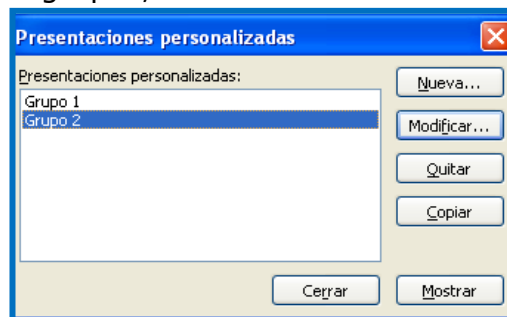 Presentaciones personalizadas
Presentaciones personalizadas:
Grupo 1
Grupo 2
Nueva...
Modificar...
Quitar
Copiar
Cerrar
Mostrar